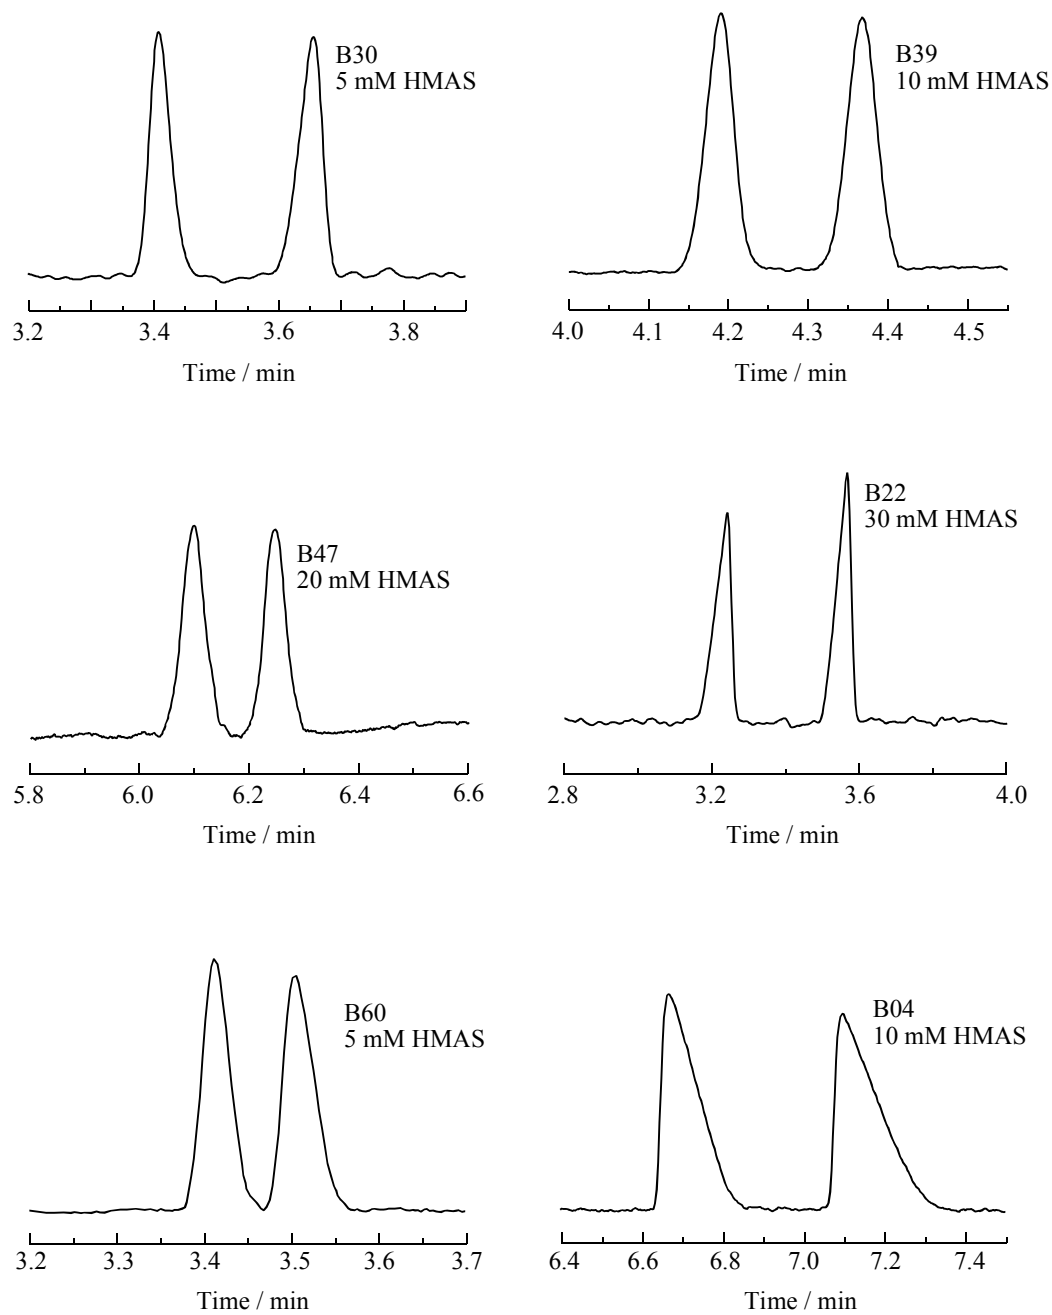 B30
5 mM HMAS
3.2 3.4 3.6 3.8
Time / min
B39
10 mM HMAS
4.0 4.1 4.2 4.3 4.4 4.5
Time / min
B47
20 mM HMAS
5.8 6.0 6.2 6.4 6.6
Time / min
B22
30 mM HMAS
2.8 3.2 3.6 4.0
Time / min
B60
5 mM HMAS
3.2 3.3 3.4 3.5 3.6 3.7
Time / min
B04
10 mM HMAS
6.4 6.6 6.7 7.0 7.2 7.4
Time / min